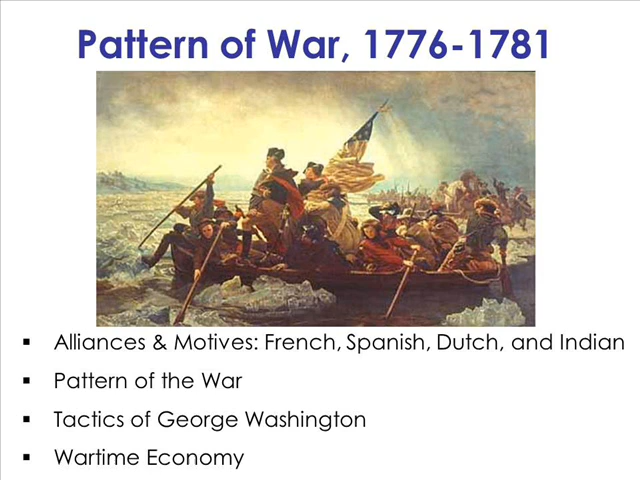 Pattern of War, 1776-1781
▪ Alliances & Motives: French, Spanish, Dutch, and Indian
▪ Pattern of the War
▪ Tactics of George Washington
▪ Wartime Economy